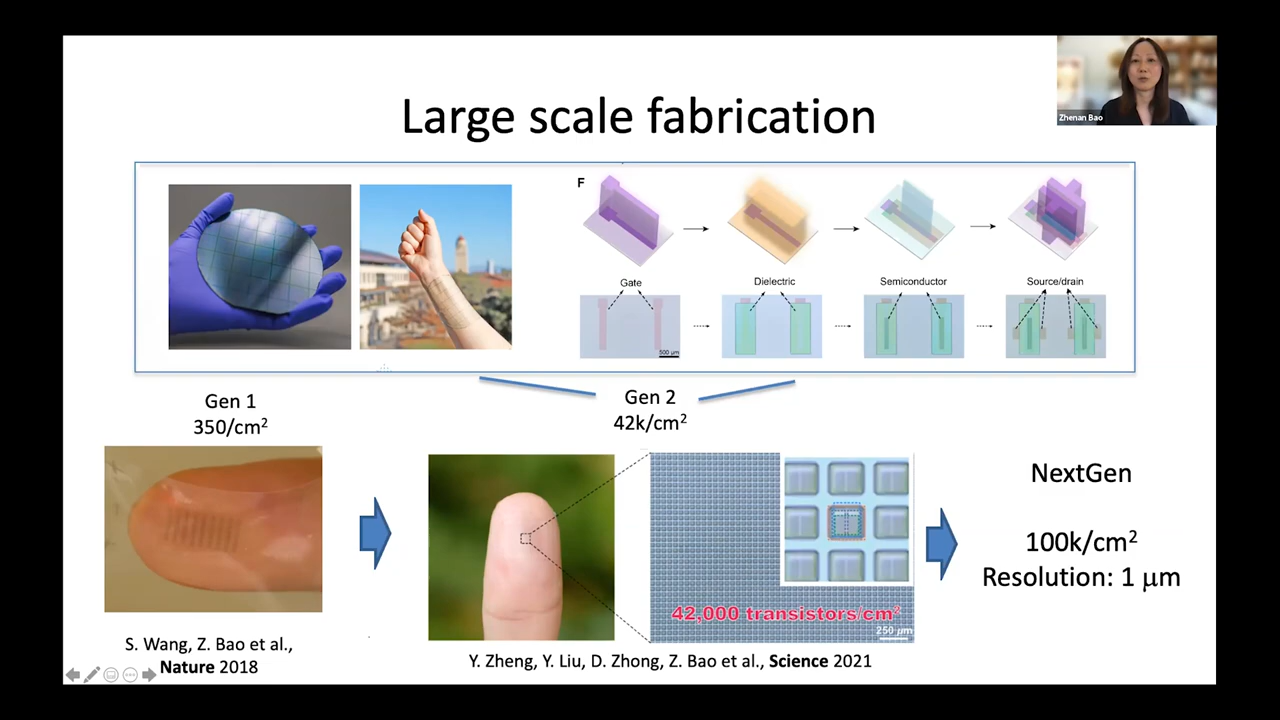 Zhenan Bao
Large scale fabrication
F
Gate
Dielectric
Semiconductor
Source/drain
500 μm
Gen 1
350/cm²
Gen 2
42k/cm²
NextGen
100k/cm²
Resolution: 1 μm
42,000 transistors/cm²
250 μm
S. Wang, Z. Bao et al.,
Nature 2018
Y. Zheng, Y. Liu, D. Zhong, Z. Bao et al., Science 2021